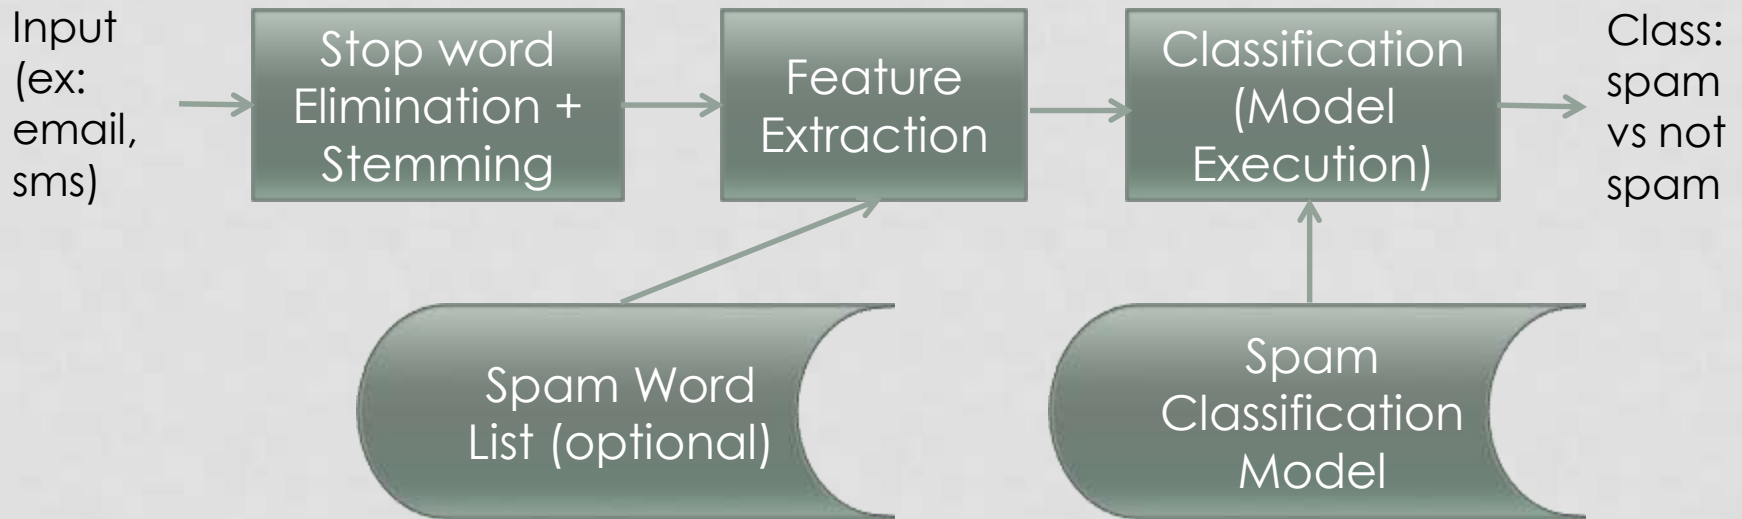 Input
(ex:
email,
sms)
Stop word
Elimination +
Stemming
Feature
Extraction
Classification
(Model
Execution)
Class:
spam
vs not
spam
Spam Word
List (optional)
Spam
Classification
Model